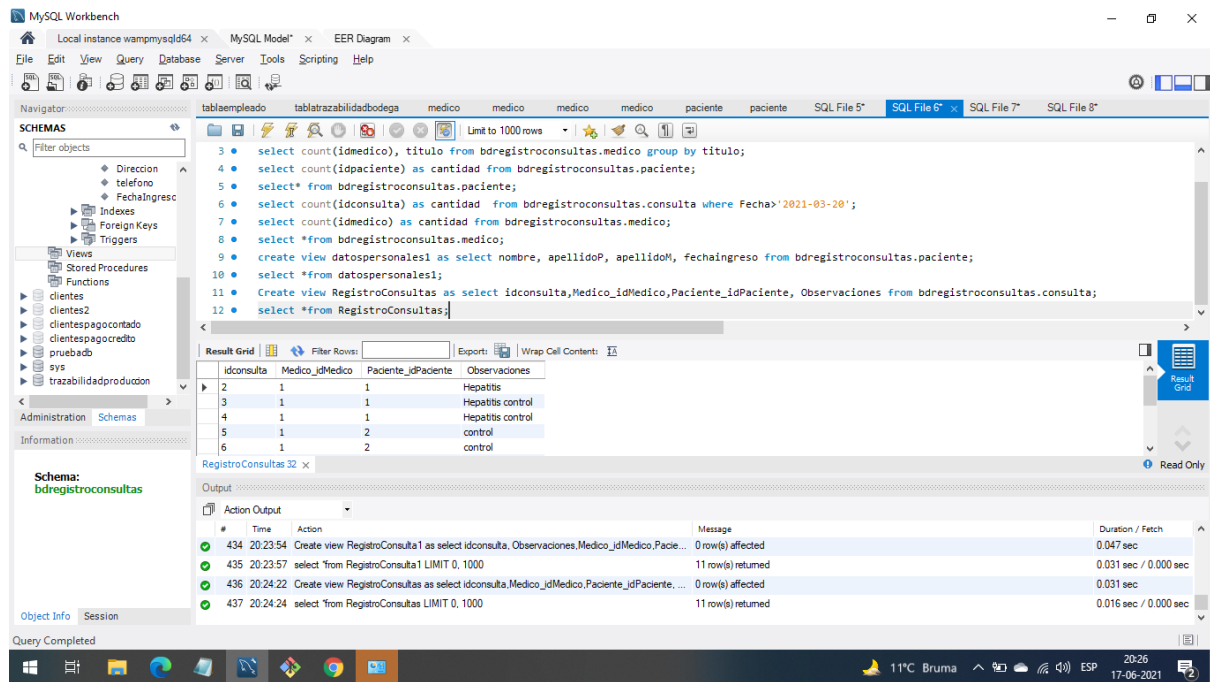 MySQL Workbench
Local instance wampmysqld64 × MySQL Model* × EER Diagram ×
File Edit View Query Database Server Tools Scripting Help
Navigator
SCHEMAS
Filter objects
Direccion
telefono
FechaIngreso
Indexes
Foreign Keys
Triggers
Views
Stored Procedures
Functions
clientes
clientes2
clientespagocontado
clientespagocredito
pruebadb
sys
trazabilidadproduccion
Administration Schemas
Information
Schema:
bdregistroconsultas
Object Info Session
tablaempleado tablatrazabilidadbodega medico medico medico medico paciente paciente SQL File 5* SQL File 6* × SQL File 7* SQL File 8*
Limit to 1000 rows
3 select count(idmedico), titulo from bdregistroconsultas.medico group by titulo;
4 select count(idpaciente) as cantidad from bdregistroconsultas.paciente;
5 select* from bdregistroconsultas.paciente;
6 select count(idconsulta) as cantidad from bdregistroconsultas.consulta where Fecha>'2021-03-20';
7 select count(idmedico) as cantidad from bdregistroconsultas.medico;
8 select *from bdregistroconsultas.medico;
9 create view datospersonales1 as select nombre, apellidoP, apellidoM, fechaingreso from bdregistroconsultas.paciente;
10 select *from datospersonales1;
11 Create view RegistroConsultas as select idconsulta,Medico_idMedico,Paciente_idPaciente, Observaciones from bdregistroconsultas.consulta;
12 select *from RegistroConsultas;
Result Grid Filter Rows: Export: Wrap Cell Content:
idconsulta Medico_idMedico Paciente_idPaciente Observaciones
2 1 1 Hepatitis
3 1 1 Hepatitis control
4 1 1 Hepatitis control
5 1 2 control
6 1 2 control
Result Grid
RegistroConsultas 32 × Read Only
Output
Action Output
# Time Action Message Duration / Fetch
434 20:23:54 Create view RegistroConsulta1 as select idconsulta, Observaciones,Medico_idMedico,Pacie... 0 row(s) affected 0.047 sec
435 20:23:57 select *from RegistroConsulta1 LIMIT 0, 1000 11 row(s) returned 0.031 sec / 0.000 sec
436 20:24:22 Create view RegistroConsultas as select idconsulta,Medico_idMedico,Paciente_idPaciente, ... 0 row(s) affected 0.031 sec
437 20:24:24 select *from RegistroConsultas LIMIT 0, 1000 11 row(s) returned 0.016 sec / 0.000 sec
Query Completed
11°C Bruma ESP 20:26
17-06-2021
2